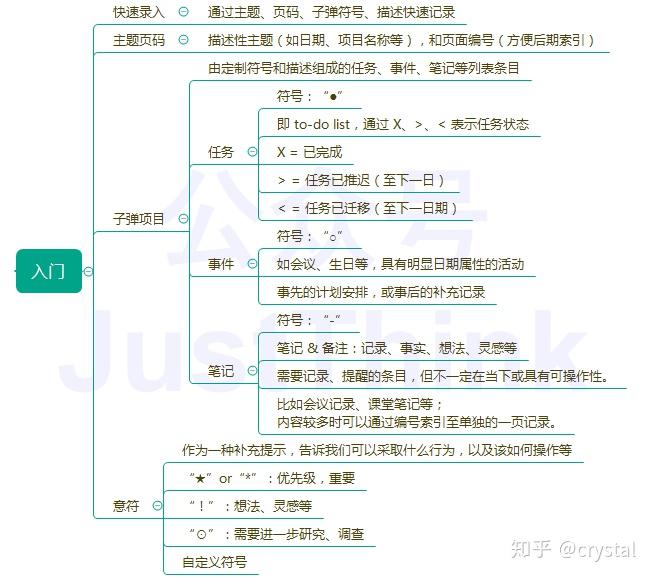 快速录入
通过主题、页码、子弹符号、描述快速记录
主题页码
描述性主题（如日期、项目名称等），和页面编号（方便后期索引）
子弹项目
由定制符号和描述组成的任务、事件、笔记等列表条目
任务
符号：“●”
即 to-do list，通过 X、>、< 表示任务状态
X = 已完成
> = 任务已推迟（至下一日）
< = 任务已迁移（至下一日期）
事件
符号：“○”
如会议、生日等，具有明显日期属性的活动
事先的计划安排，或事后的补充记录
入门
笔记
符号：“-”
笔记 & 备注：记录、事实、想法、灵感等
需要记录、提醒的条目，但不一定在当下或具有可操作性。
比如会议记录、课堂笔记等；
内容较多时可以通过编号索引至单独的一页记录。
意符
作为一种补充提示，告诉我们可以采取什么行为，以及该如何操作等
“★”or“*”：优先级，重要
“！”：想法、灵感等
“⊙”：需要进一步研究、调查
自定义符号
公众号
JustThink
知乎 @crystal